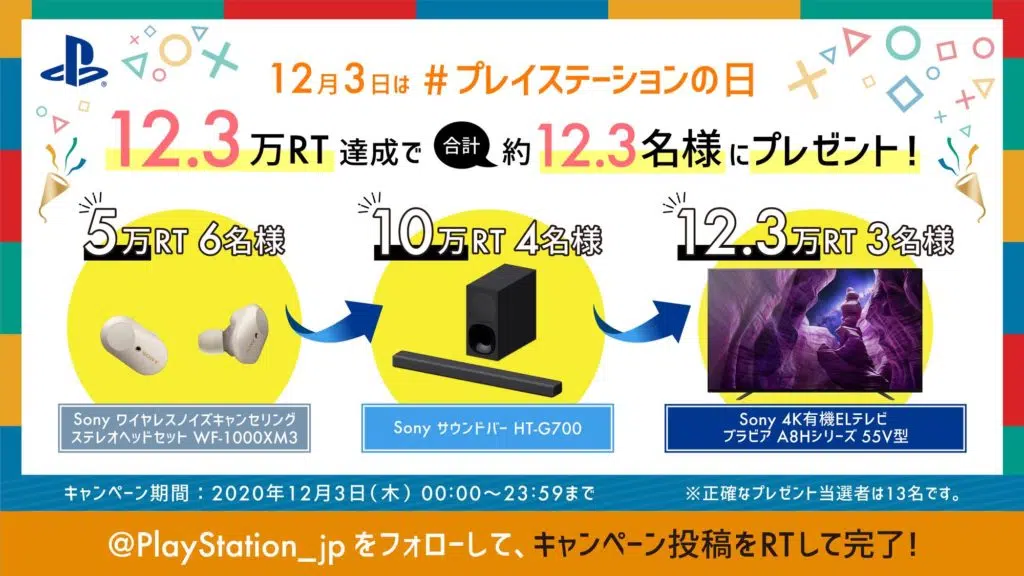 12月3日は #プレイステーションの日
12.3万RT 達成で 合計 約 12.3名様にプレゼント!
5万RT 6名様
10万RT 4名様
12.3万RT 3名様
SONY
Sony ワイヤレスノイズキャンセリング
ステレオヘッドセット WF-1000XM3
Sony サウンドバー HT-G700
Sony 4K有機ELテレビ
ブラビア A8Hシリーズ 55V型
キャンペーン期間:2020年12月3日(木) 00:00~23:59まで
※正確なプレゼント当選者は13名です。
@PlayStation_jp をフォローして、キャンペーン投稿をRTして完了!